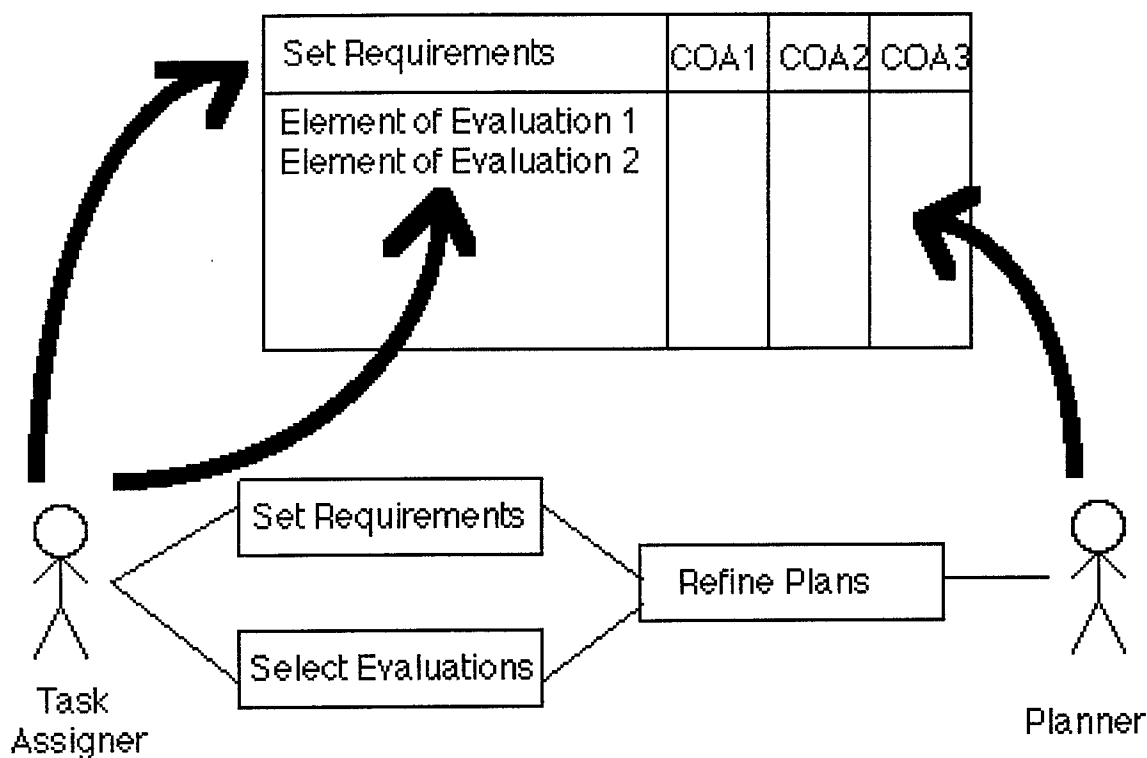 Set Requirements COA1 COA2 COA3
Element of Evaluation 1
Element of Evaluation 2
Set Requirements
Refine Plans
Select Evaluations
Task
Assigner
Planner